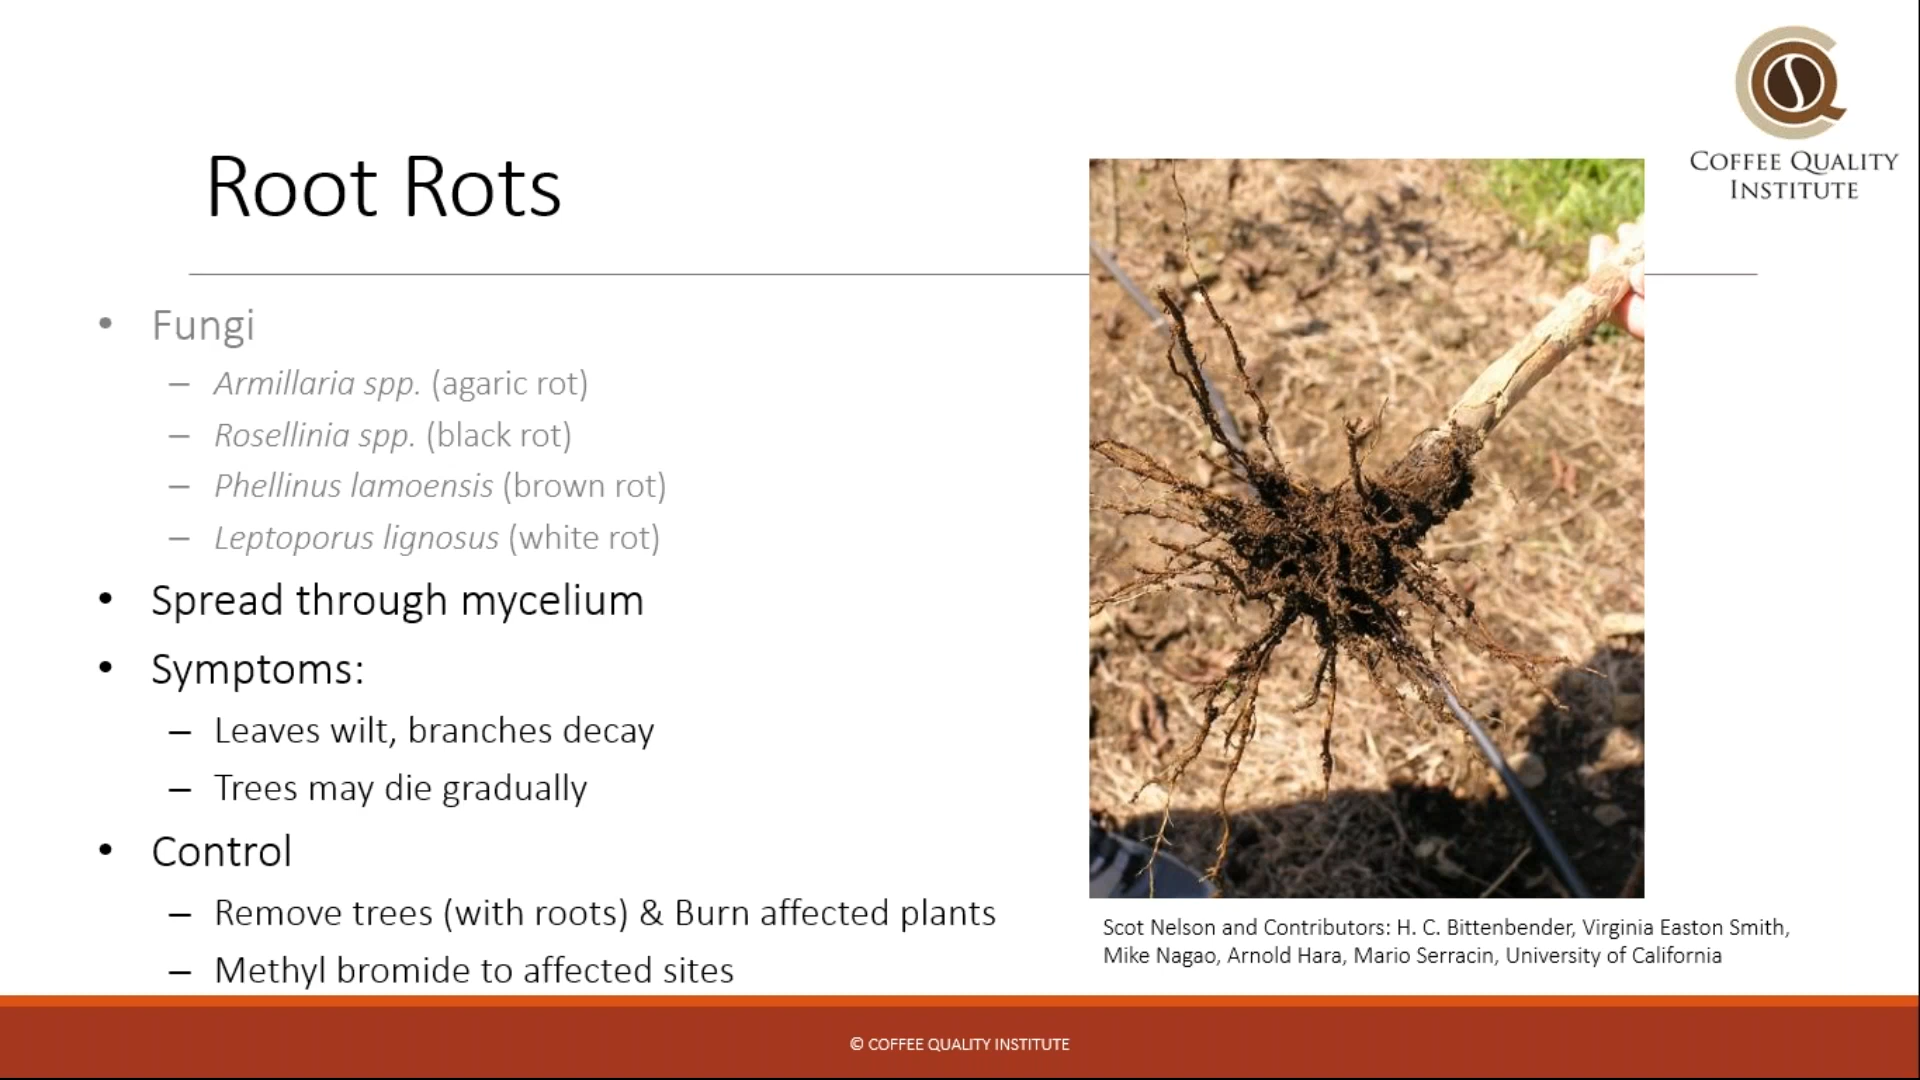 COFFEE QUALITY
INSTITUTE
Root Rots
• Fungi
– Armillaria spp. (agaric rot)
– Rosellinia spp. (black rot)
– Phellinus lamoensis (brown rot)
– Leptoporus lignosus (white rot)
• Spread through mycelium
• Symptoms:
– Leaves wilt, branches decay
– Trees may die gradually
• Control
– Remove trees (with roots) & Burn affected plants
– Methyl bromide to affected sites
Scot Nelson and Contributors: H. C. Bittenbender, Virginia Easton Smith,
Mike Nagao, Arnold Hara, Mario Serracin, University of California
© COFFEE QUALITY INSTITUTE